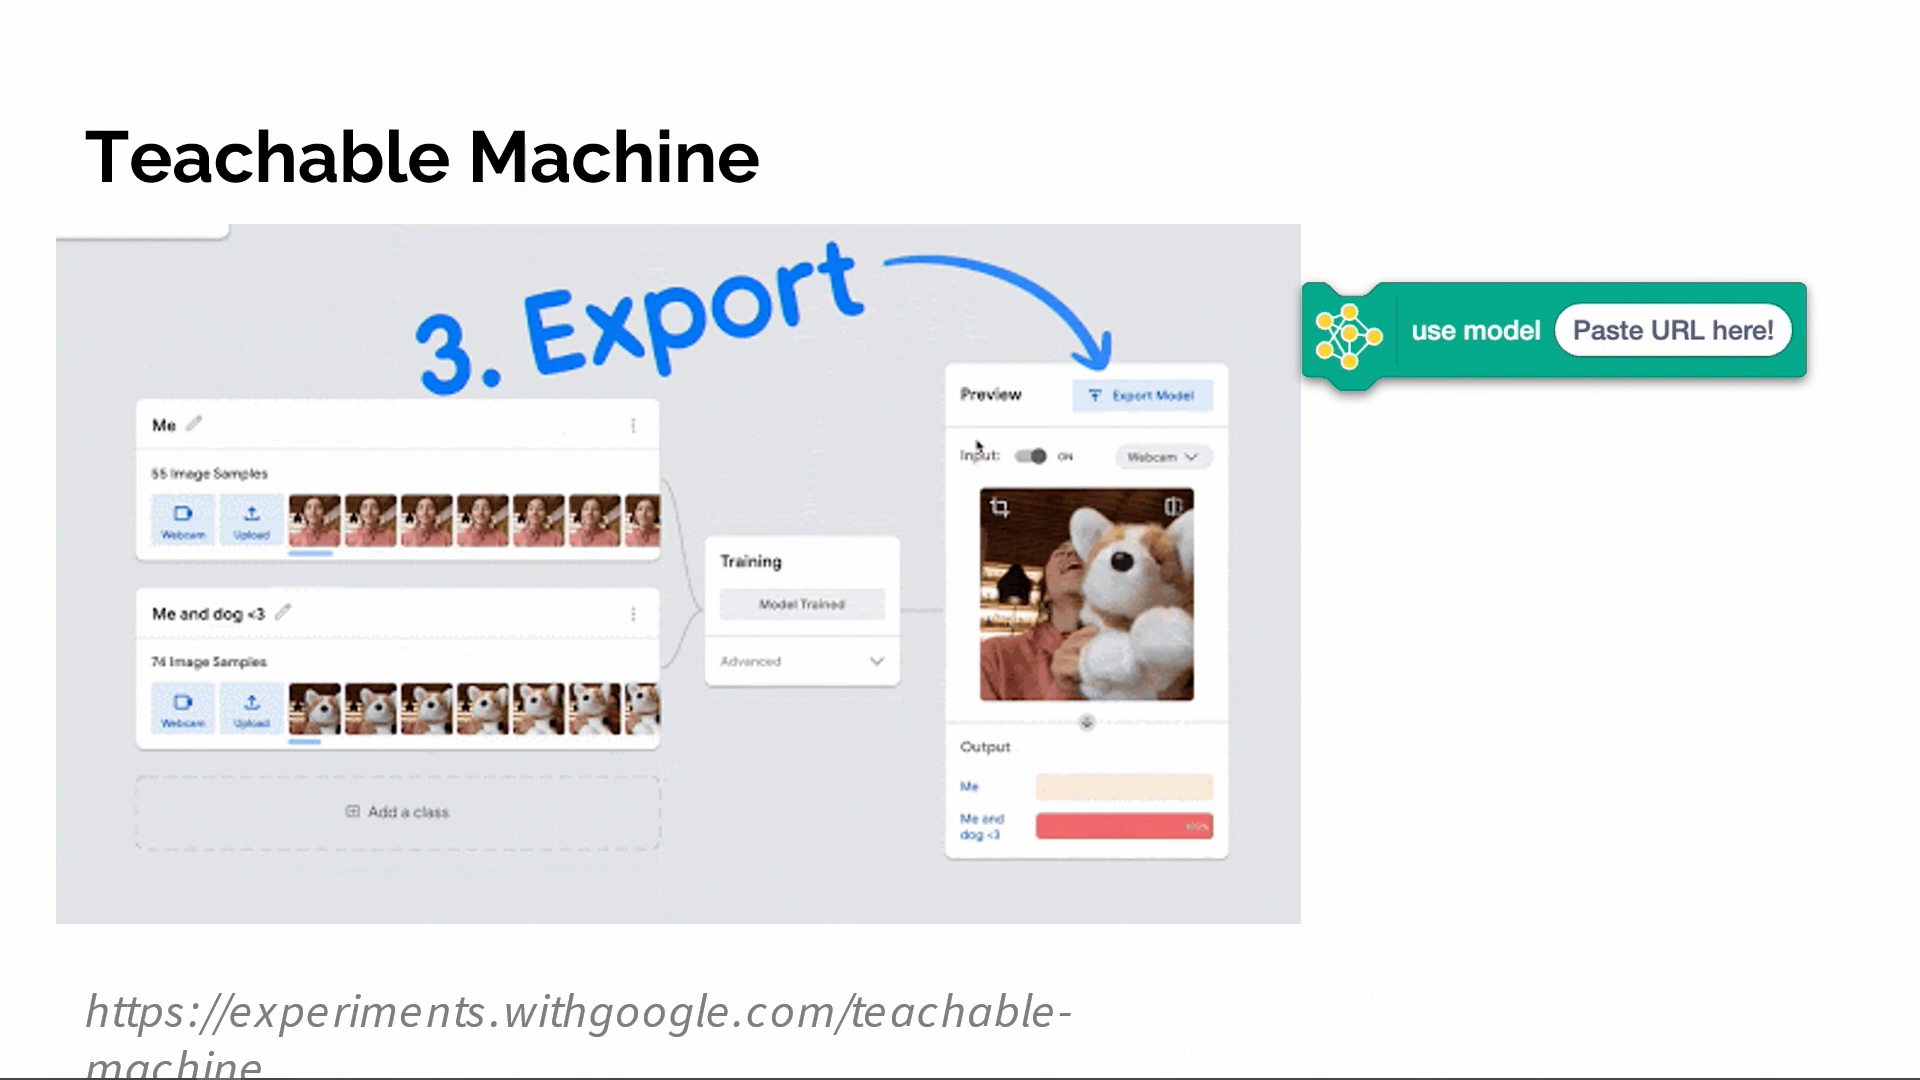 Teachable Machine
3. Export
use model Paste URL here!
Preview
Export Model
Input:
ON
Webcam
Me
55 Image Samples
Webcam
Upload
Training
Model Trained
Advanced
Me and dog <3
74 Image Samples
Webcam
Upload
Output
Me
Me and
dog <3
100%
Add a class
https://experiments.withgoogle.com/teachable-
machine